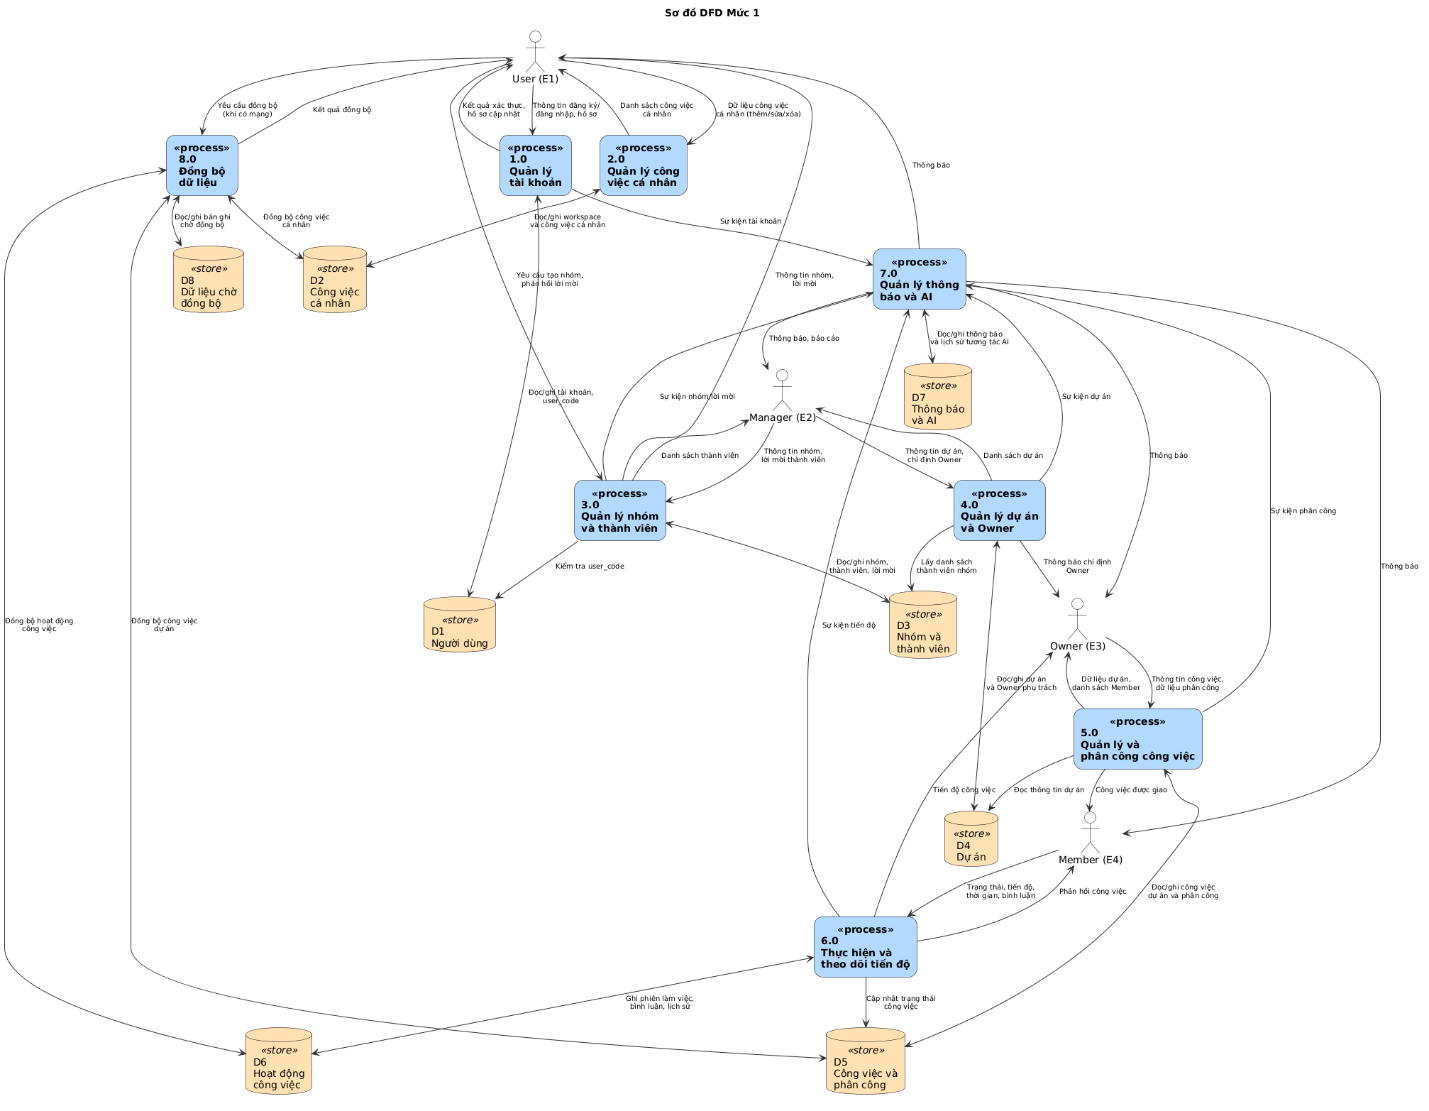 Sơ đồ DFD Mức 1
User (E1)
Yêu cầu đồng bộ
(khi có mạng)
Kết quả đồng bộ
Kết quả xác thực,
hồ sơ cập nhật
Thông tin đăng ký/
đăng nhập, hồ sơ
Danh sách công việc
cá nhân
Dữ liệu công việc
cá nhân (thêm/sửa/xóa)
Thông báo
«process»
8.0
Đồng bộ
dữ liệu
«process»
1.0
Quản lý
tài khoản
«process»
2.0
Quản lý công
việc cá nhân
Đọc/ghi bản ghi
chờ đồng bộ
Đồng bộ công việc
cá nhân
Đọc/ghi workspace
và công việc cá nhân
Sự kiện tài khoản
«store»
D8
Dữ liệu chờ
đồng bộ
«store»
D2
Công việc
cá nhân
Yêu cầu tạo nhóm,
phản hồi lời mời
Thông tin nhóm,
lời mời
«process»
7.0
Quản lý thông
báo và AI
Thông báo, báo cáo
Đọc/ghi thông báo
và lịch sử tương tác AI
Manager (E2)
«store»
D7
Thông báo
và AI
Đọc/ghi tài khoản,
user_code
Sự kiện nhóm/lời mời
Sự kiện dự án
Danh sách thành viên
Thông tin nhóm,
lời mời thành viên
Thông tin dự án,
chỉ định Owner
Danh sách dự án
Thông báo
«process»
3.0
Quản lý nhóm
và thành viên
«process»
4.0
Quản lý dự án
và Owner
Sự kiện phân công
Kiểm tra user_code
Đọc/ghi nhóm,
thành viên, lời mời
Lấy danh sách
thành viên nhóm
Thông báo chỉ định
Owner
Thông báo
«store»
D1
Người dùng
«store»
D3
Nhóm và
thành viên
Owner (E3)
Đồng bộ hoạt động
công việc
Đồng bộ công việc
dự án
Sự kiện tiến độ
Đọc/ghi dự án
và Owner phụ trách
Dữ liệu dự án,
danh sách Member
Thông tin công việc,
dữ liệu phân công
«process»
5.0
Quản lý và
phân công công việc
Tiến độ công việc
Đọc thông tin dự án
Công việc được giao
«store»
D4
Dự án
Member (E4)
Trạng thái, tiến độ,
thời gian, bình luận
Phản hồi công việc
Đọc/ghi công việc
dự án và phân công
«process»
6.0
Thực hiện và
theo dõi tiến độ
Ghi phiên làm việc,
bình luận, lịch sử
Cập nhật trạng thái
công việc
«store»
D6
Hoạt động
công việc
«store»
D5
Công việc và
phân công